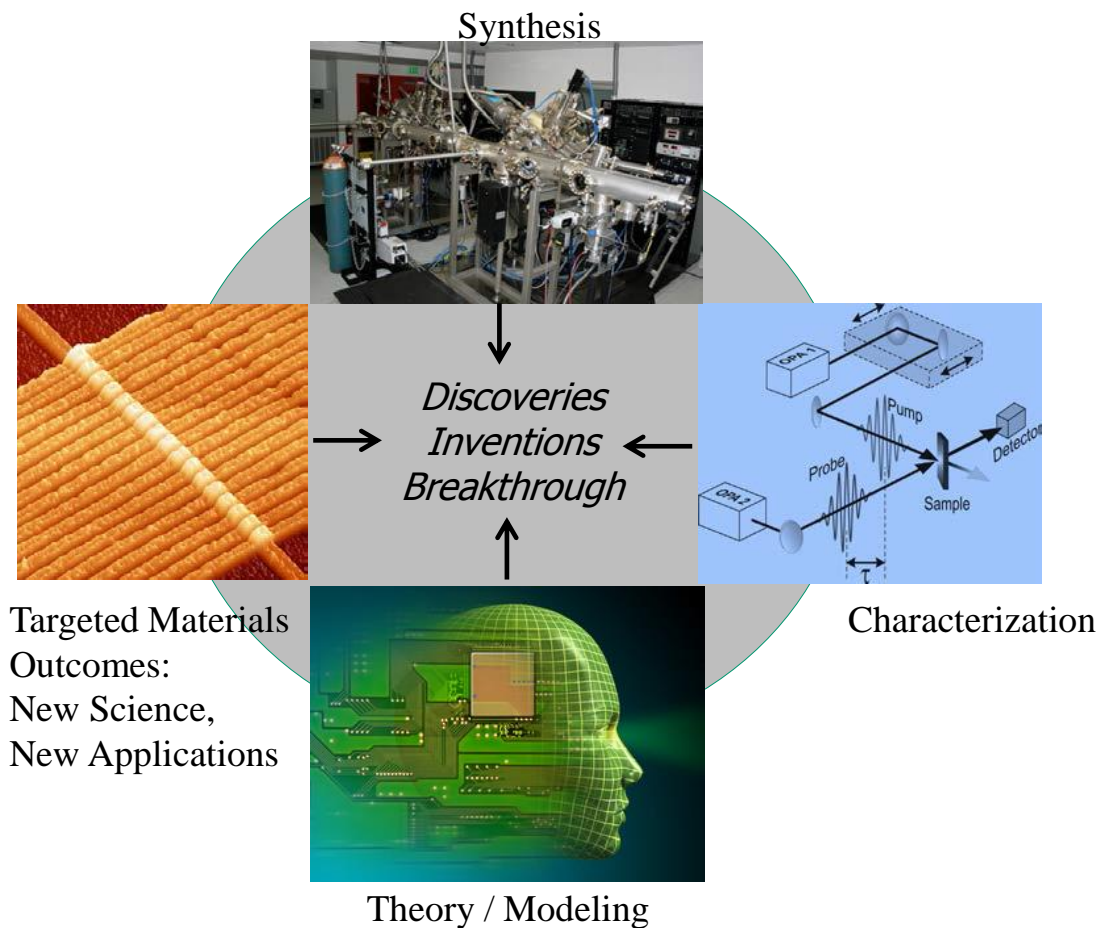 Synthesis
Discoveries
Inventions
Breakthrough
OPA 1
Pump
Detector
Probe
OPA 2
Sample
τ
Targeted Materials
Outcomes:
New Science,
New Applications
Characterization
Theory / Modeling